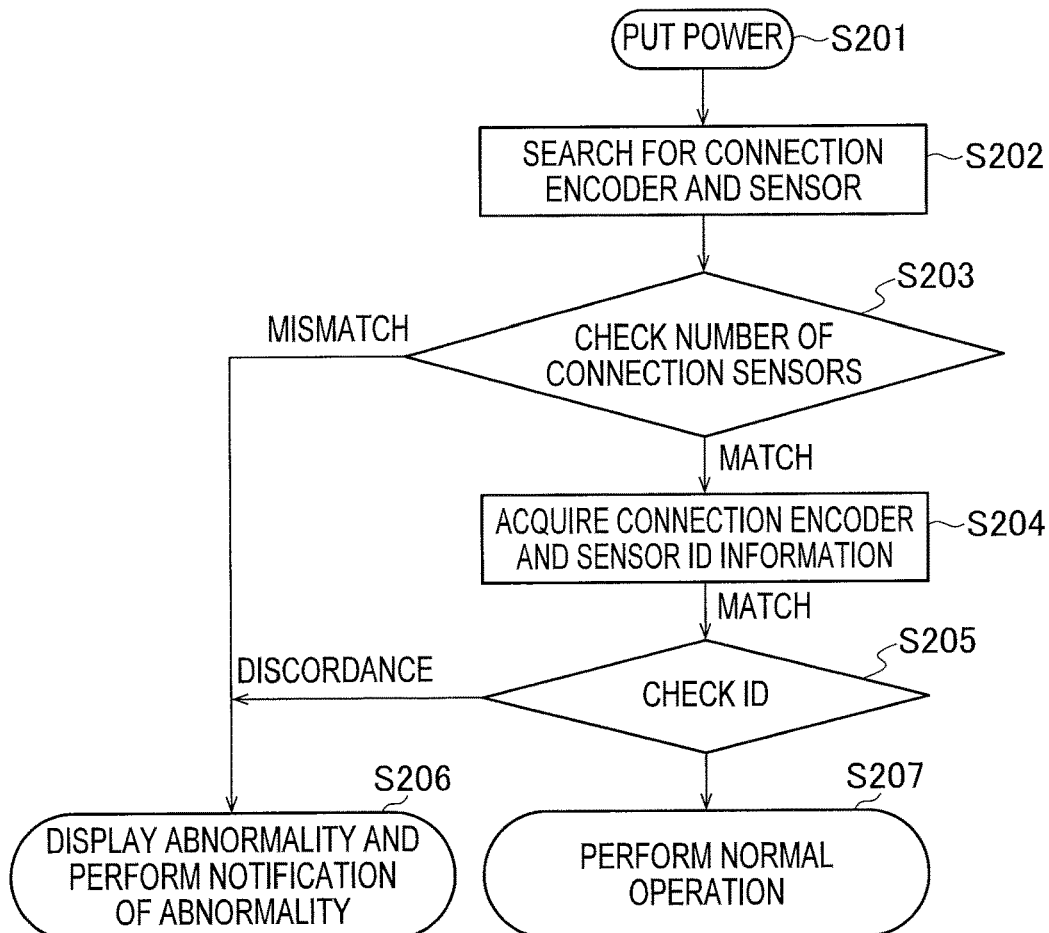 PUT POWER
S201
SEARCH FOR CONNECTION
ENCODER AND SENSOR
S202
S203
MISMATCH
CHECK NUMBER OF
CONNECTION SENSORS
MATCH
ACQUIRE CONNECTION ENCODER
AND SENSOR ID INFORMATION
S204
MATCH
S205
DISCORDANCE
CHECK ID
S206
DISPLAY ABNORMALITY AND
PERFORM NOTIFICATION
OF ABNORMALITY
S207
PERFORM NORMAL
OPERATION